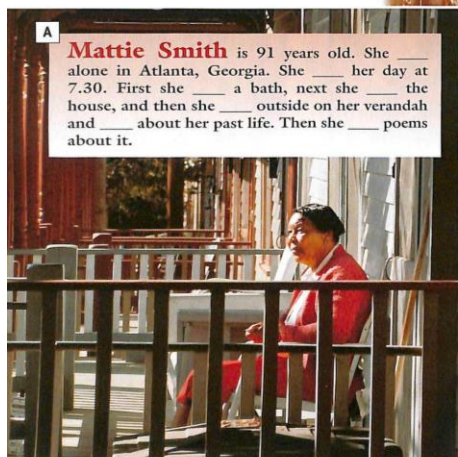 A
Mattie Smith is 91 years old. She ____
alone in Atlanta, Georgia. She ____ her day at
7.30. First she ____ a bath, next she ____ the
house, and then she ____ outside on her verandah
and ____ about her past life. Then she ____ poems
about it.